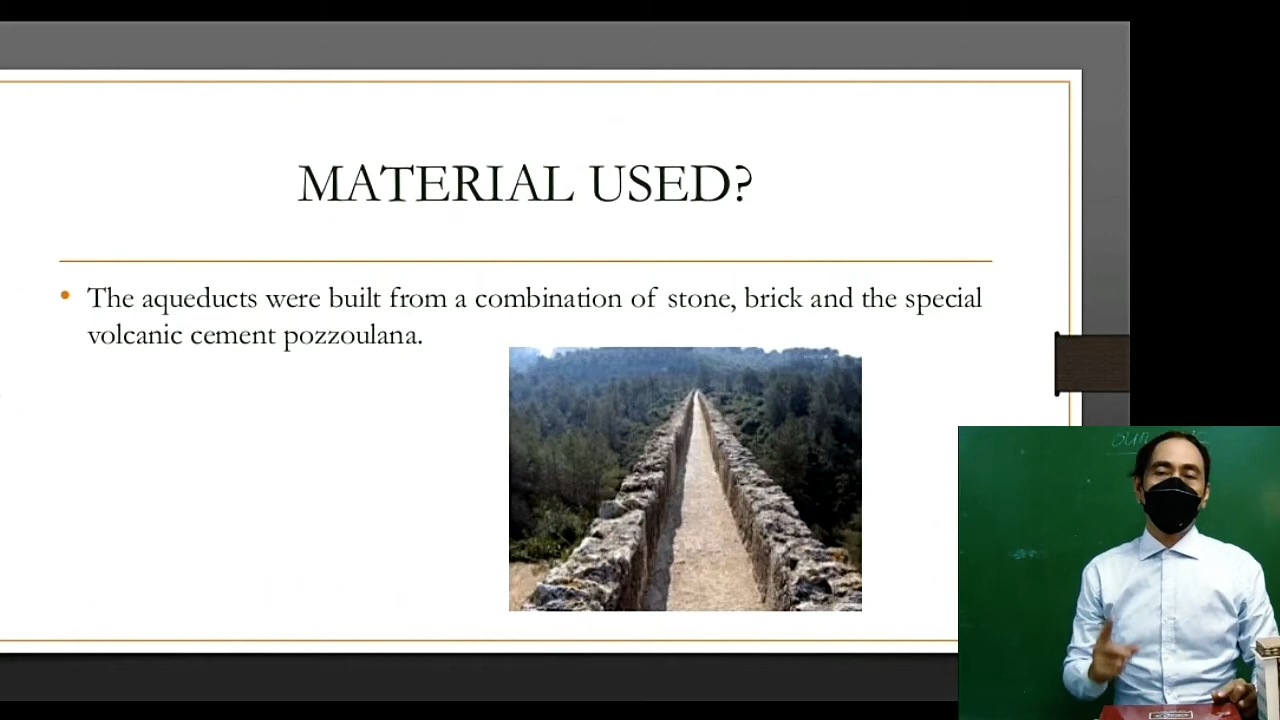 MATERIAL USED?
• The aqueducts were built from a combination of stone, brick and the special
volcanic cement pozzoulana.